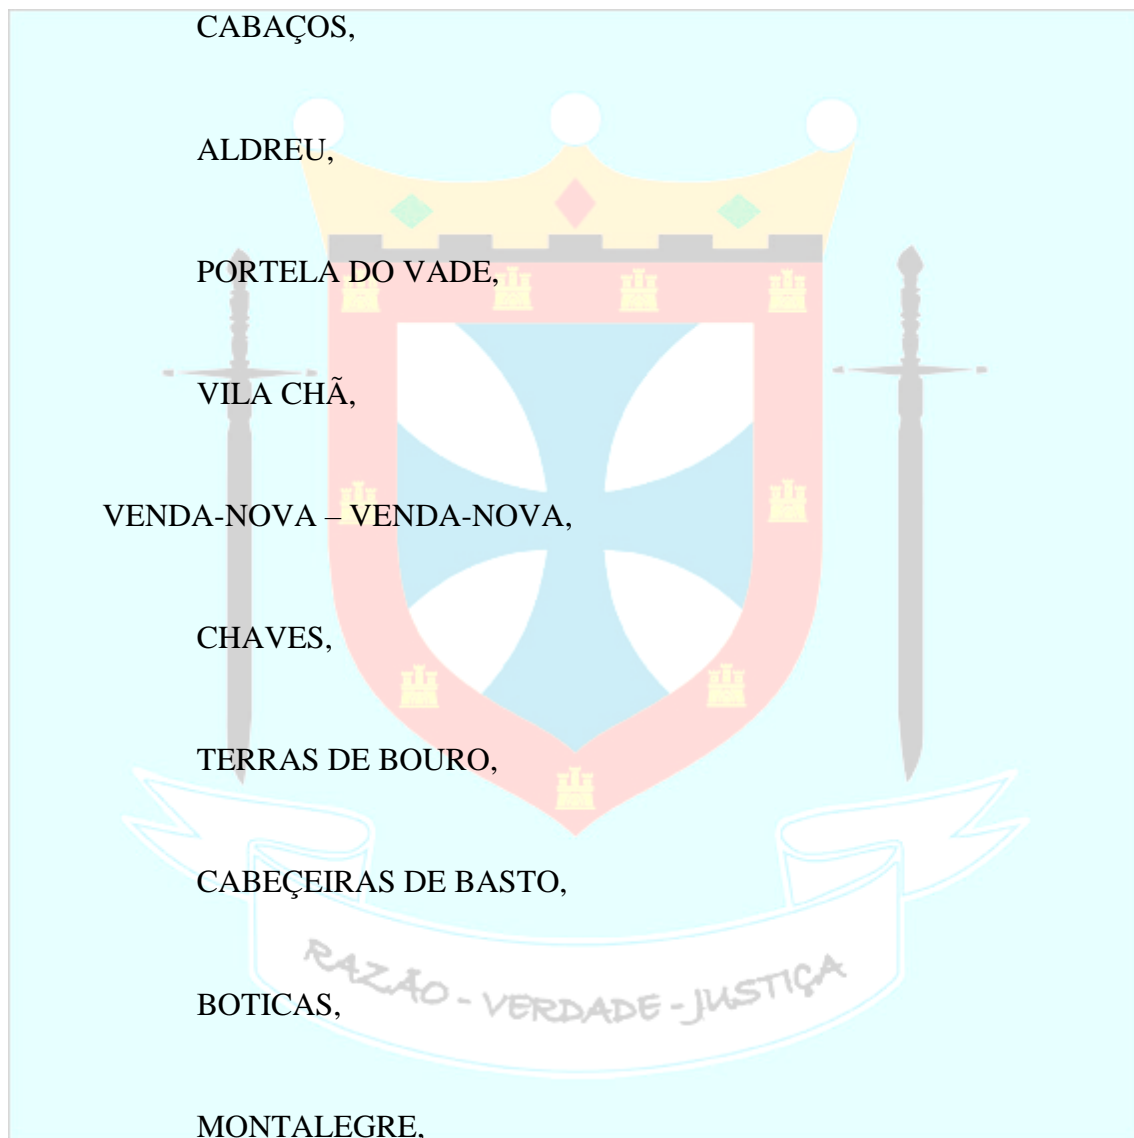 CABAÇOS,
ALDREU,
PORTELA DO VADE,
VILA CHÃ,
VENDA-NOVA – VENDA-NOVA,
CHAVES,
TERRAS DE BOURO,
CABEÇEIRAS DE BASTO,
RAZÃO - VERDADE - JUSTIÇA
BOTICAS,
MONTALEGRE,